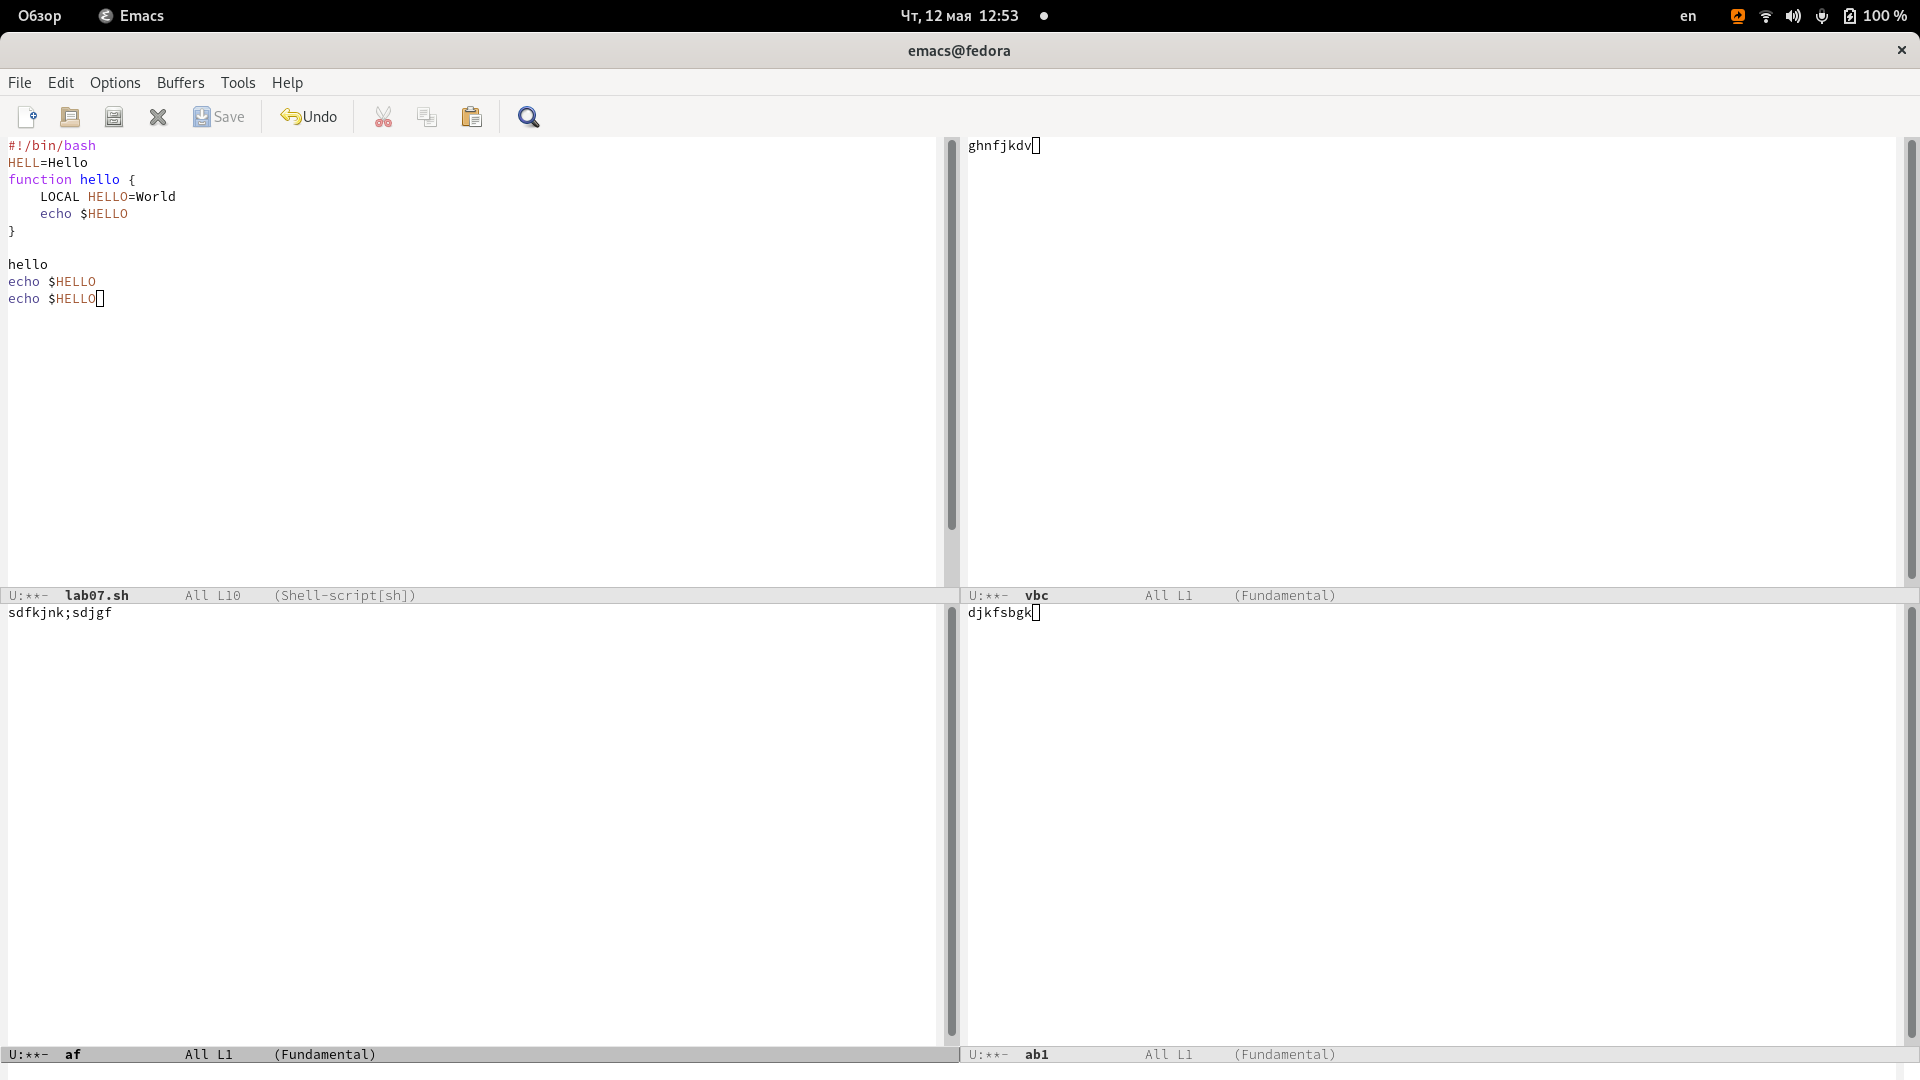 Обзор Emacs Чт, 12 мая 12:53 en 100 %
emacs@fedora ×
File Edit Options Buffers Tools Help
Save Undo
#!/bin/bash
HELL=Hello
function hello {
    LOCAL HELLO=World
    echo $HELLO
}
hello
echo $HELLO
echo $HELLO
U:**- lab07.sh All L10 (Shell-script[sh])
ghnfjkdv
U:**- vbc All L1 (Fundamental)
sdfkjnk;sdjgf
U:**- af All L1 (Fundamental)
djkfsbgk
U:**- ab1 All L1 (Fundamental)